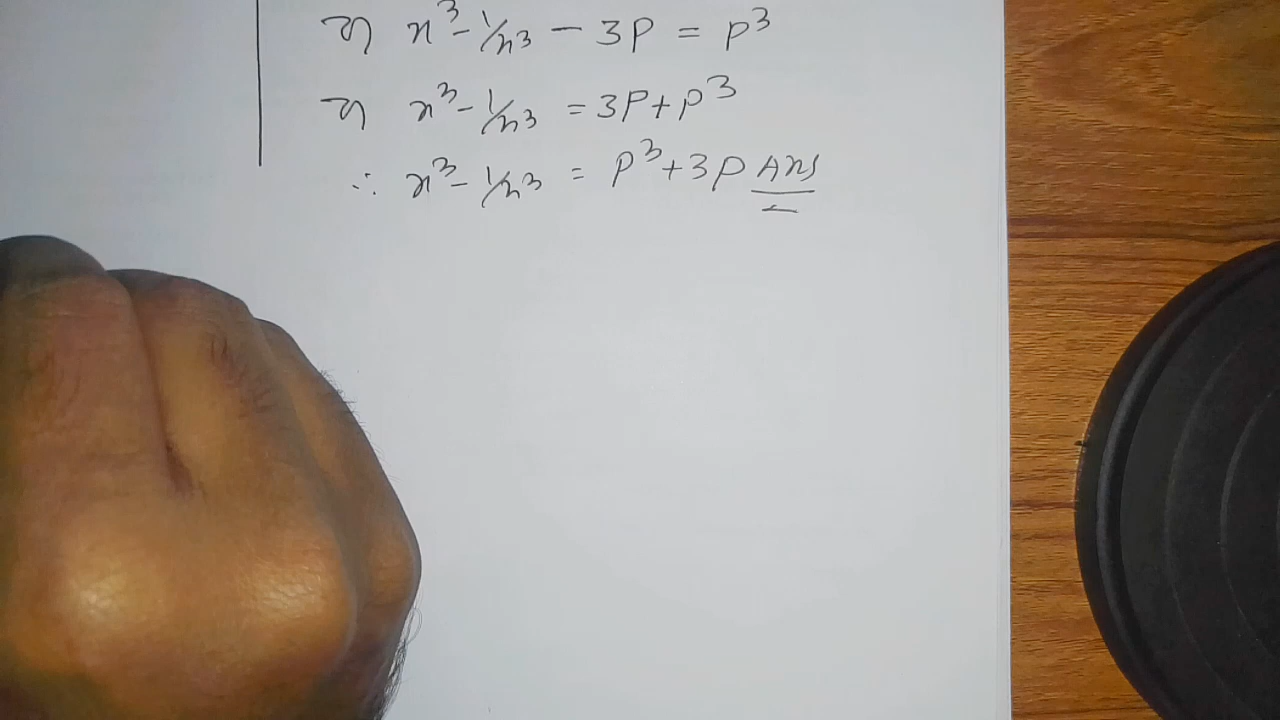 বা x³ - 1/x³ - 3P = p³
বা x³ - 1/x³ = 3P + p³
∴ x³ - 1/x³ = p³ + 3p Ans